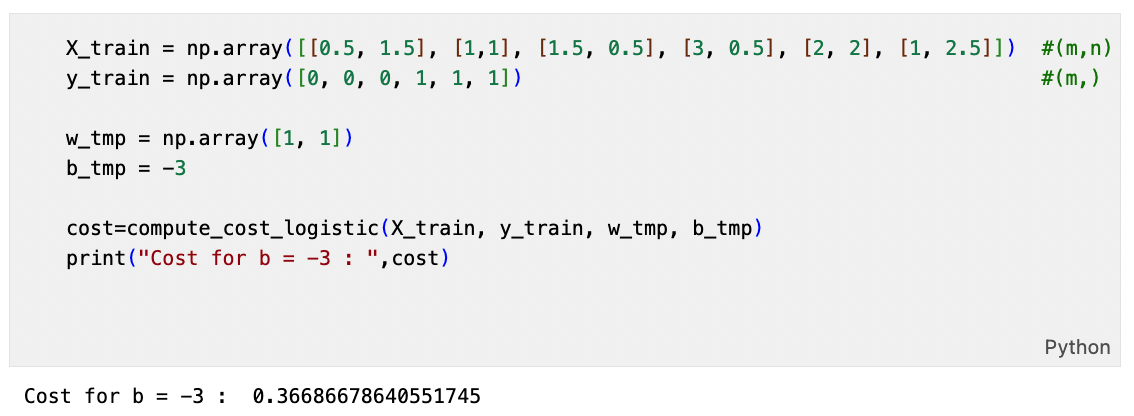 X_train = np.array([[0.5, 1.5], [1,1], [1.5, 0.5], [3, 0.5], [2, 2], [1, 2.5]])  #(m,n)
y_train = np.array([0, 0, 0, 1, 1, 1])                                           #(m,)
w_tmp = np.array([1, 1])
b_tmp = -3
cost=compute_cost_logistic(X_train, y_train, w_tmp, b_tmp)
print("Cost for b = -3 : ",cost)
Python
Cost for b = -3 :  0.36686678640551745